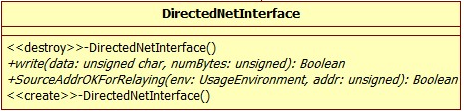 DirectedNetInterface
<<destroy>>-DirectedNetInterface()
+write(data: unsigned char, numBytes: unsigned): Boolean
+SourceAddrOKForRelaying(env: UsageEnvironment, addr: unsigned): Boolean
<<create>>-DirectedNetInterface()